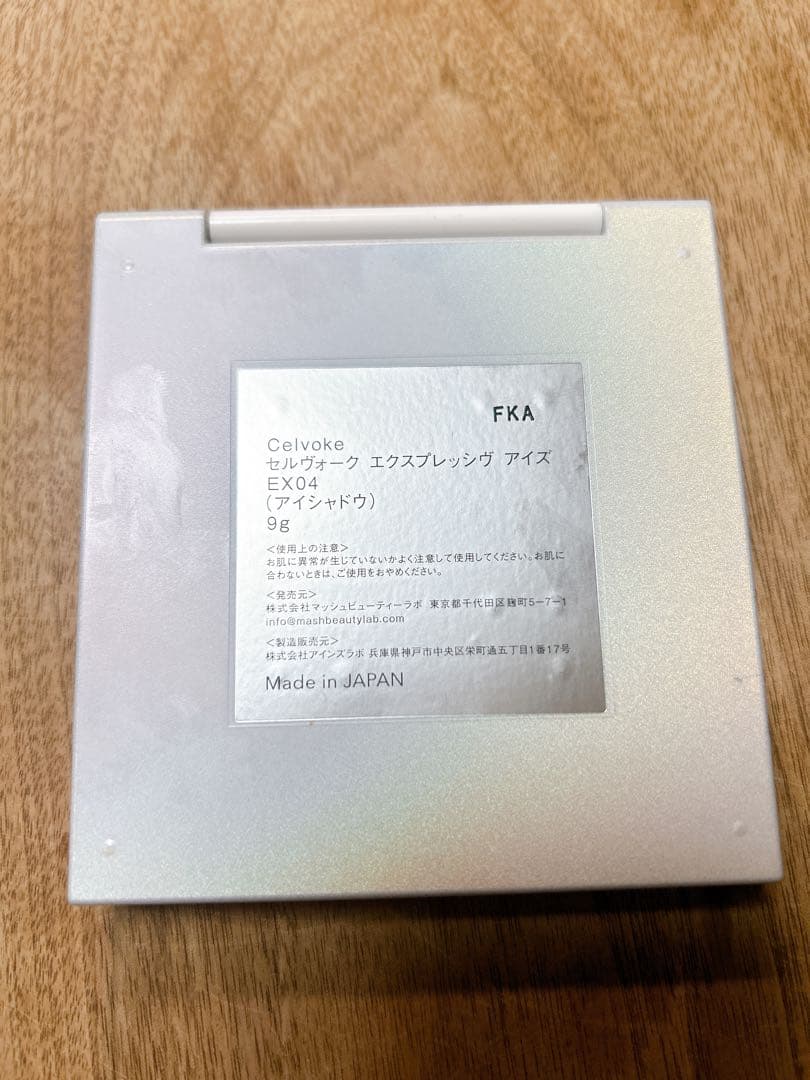 FKA
Celvoke
セルヴォーク エクスプレッシヴ アイズ
EX04
（アイシャドウ）
9g
＜使用上の注意＞
お肌に異常が生じていないかよく注意して使用してください。お肌に
合わないときは、ご使用をおやめください。
＜発売元＞
株式会社マッシュビューティーラボ 東京都千代田区麹町5-7-1
info@mashbeautylab.com
＜製造販売元＞
株式会社アインズラボ 兵庫県神戸市中央区栄町通五丁目1番17号
Made in JAPAN